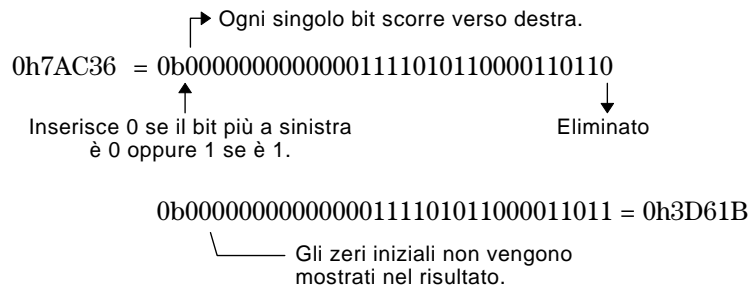 Ogni singolo bit scorre verso destra.
0h7AC36 = 0b00000000000001111010110000110110
Inserisce 0 se il bit più a sinistra
è 0 oppure 1 se è 1.
Eliminato
0b00000000000000111101011000011011 = 0h3D61B
Gli zeri iniziali non vengono
mostrati nel risultato.